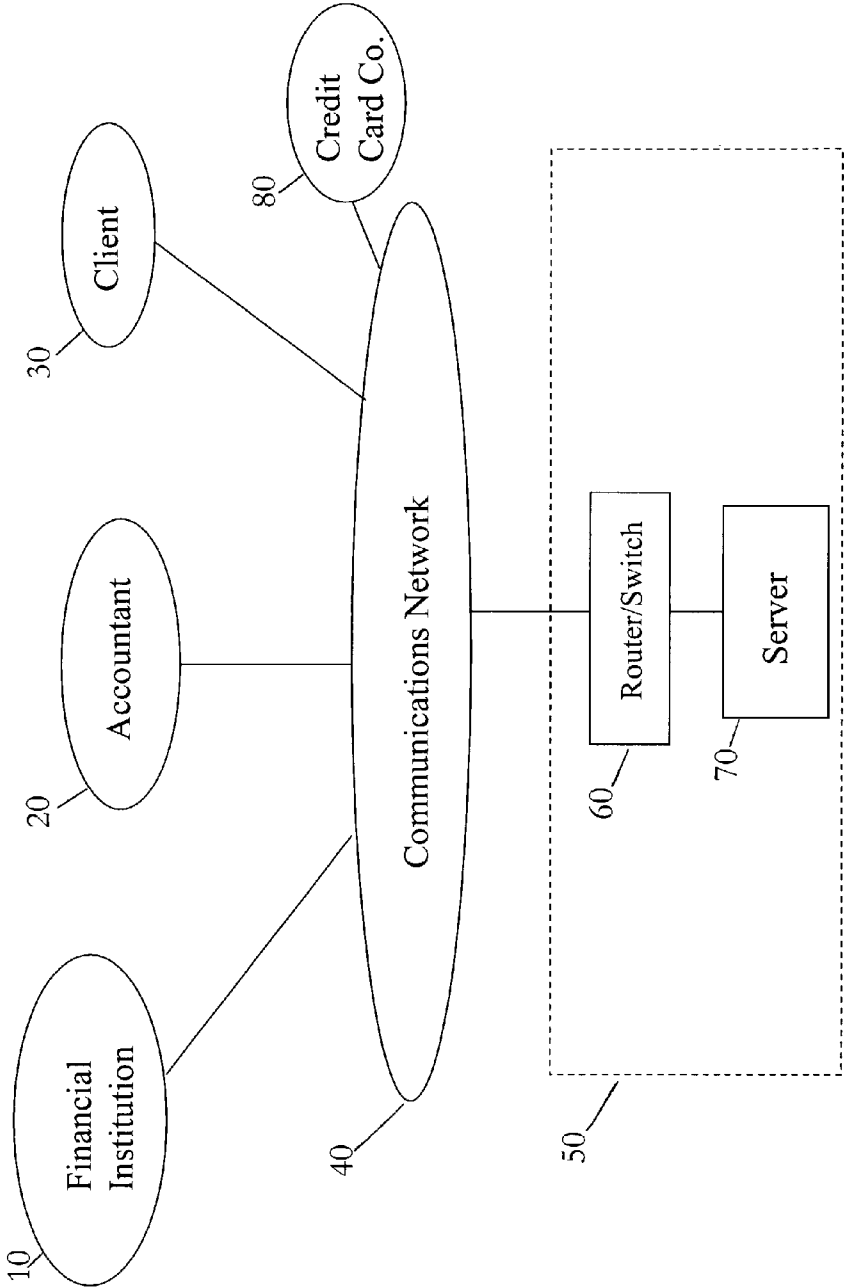 10
Financial
Institution
20
Accountant
30
Client
80
Credit
Card Co.
40
Communications Network
50
60
Router/Switch
70
Server